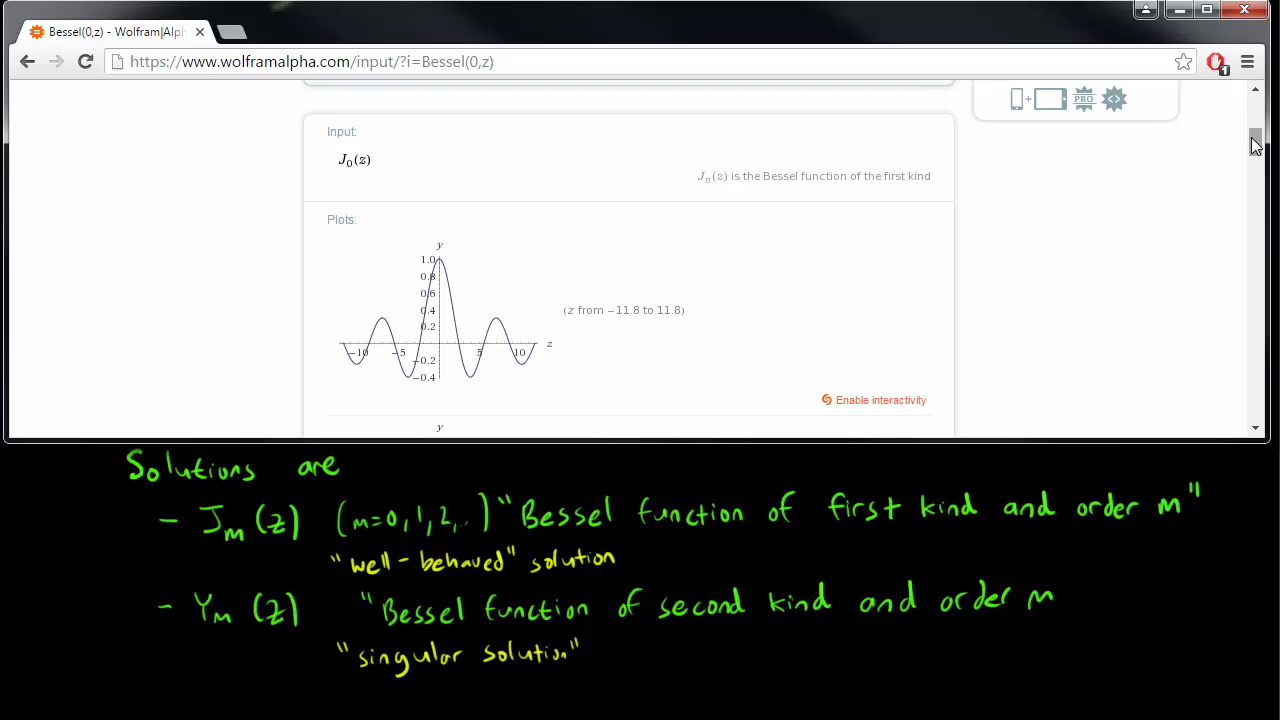 Bessel(0,z) - Wolfram|Alph
https://www.wolframalpha.com/input/?i=Bessel(0,z)
1
PRO
Input:
J0(z)
Jn(z) is the Bessel function of the first kind
Plots:
y
1.0
0.8
0.6
0.4
0.2
−10 −5 5 10 z
−0.2
−0.4
(z from −11.8 to 11.8)
Enable interactivity
y
Solutions are
- Jm(z) (m=0,1,2,..) "Bessel function of first kind and order m"
"well-behaved" solution
- Ym(z) "Bessel function of second kind and order m
"singular solution"